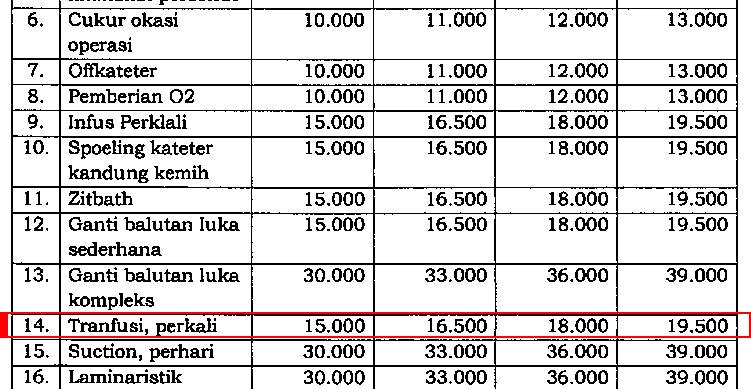 6. Cukur okasi 10.000 11.000 12.000 13.000
operasi
7. Offkateter 10.000 11.000 12.000 13.000
8. Pemberian O2 10.000 11.000 12.000 13.000
9. Infus Perklali 15.000 16.500 18.000 19.500
10. Spoeling kateter 15.000 16.500 18.000 19.500
kandung kemih
11. Zitbath 15.000 16.500 18.000 19.500
12. Ganti balutan luka 15.000 16.500 18.000 19.500
sederhana
13. Ganti balutan luka 30.000 33.000 36.000 39.000
kompleks
14. Tranfusi, perkali 15.000 16.500 18.000 19.500
15. Suction, perhari 30.000 33.000 36.000 39.000
16. Laminaristik 30.000 33.000 36.000 39.000